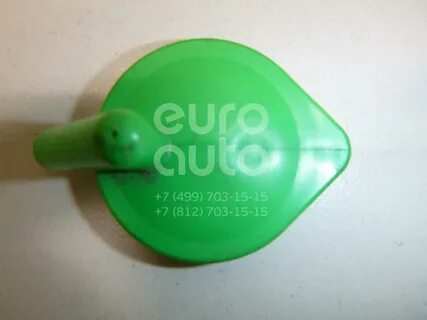 euro
auto
+7 (499) 703-15-15
+7 (812) 703-15-15